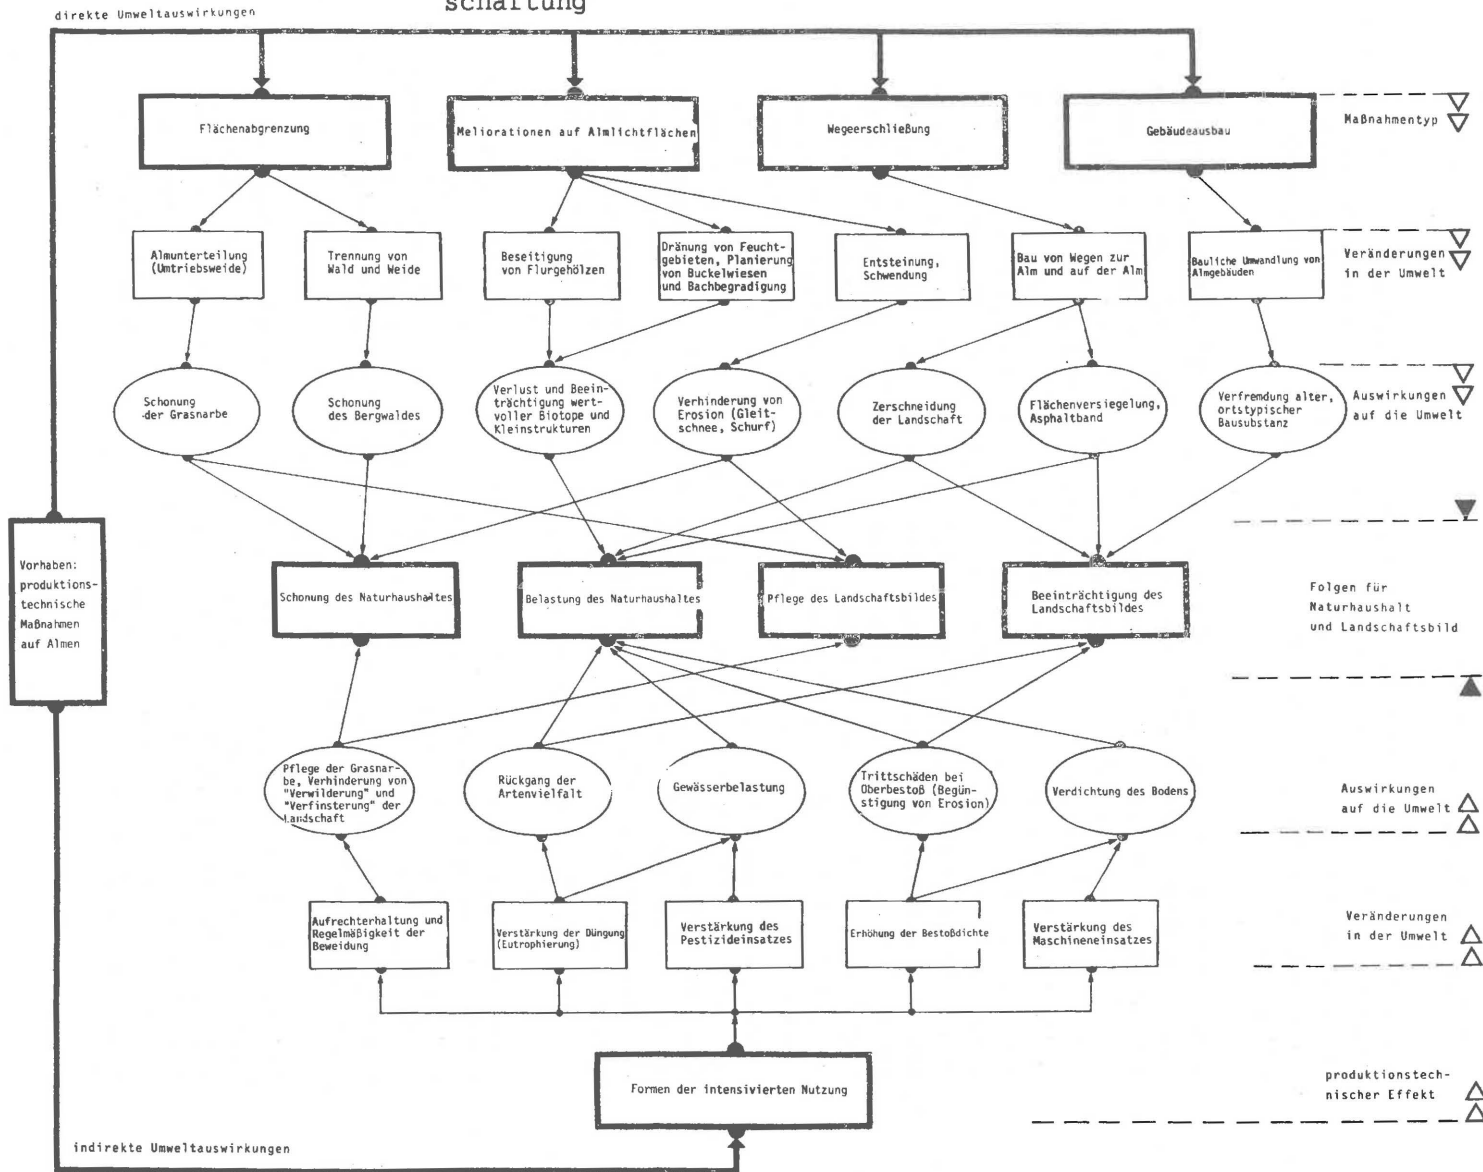 schaftung
direkte Umweltauswirkungen
Flächenabgrenzung
Meliorationen auf Almlichtflächen
Wegeerschließung
Gebäudeausbau
Maßnahmentyp
Almunterteilung
(Umtriebsweide)
Trennung von
Wald und Weide
Beseitigung
von Flurgehölzen
Dränung von Feucht-
gebieten, Planierung
von Buckelwiesen
und Bachbegradigung
Entsteinung,
Schwendung
Bau von Wegen zur
Alm und auf der Alm
Bauliche Umwandlung von
Almgebäuden
Veränderungen
in der Umwelt
Schonung
der Grasnarbe
Schonung
des Bergwaldes
Verlust und Beein-
trächtigung wert-
voller Biotope und
Kleinstrukturen
Verhinderung von
Erosion (Gleit-
schnee, Schurf)
Zerschneidung
der Landschaft
Flächenversiegelung,
Asphaltband
Verfremdung alter,
ortstypischer
Bausubstanz
Auswirkungen
auf die Umwelt
Vorhaben:
produktions-
technische
Maßnahmen
auf Almen
Schonung des Naturhaushaltes
Belastung des Naturhaushaltes
Pflege des Landschaftsbildes
Beeinträchtigung des
Landschaftsbildes
Folgen für
Naturhaushalt
und Landschaftsbild
Pflege der Grasnar-
be, Verhinderung von
"Verwilderung" und
"Verfinsterung" der
Landschaft
Rückgang der
Artenvielfalt
Gewässerbelastung
Trittschäden bei
Oberbestoß (Begün-
stigung von Erosion)
Verdichtung des Bodens
Auswirkungen
auf die Umwelt
Aufrechterhaltung und
Regelmäßigkeit der
Beweidung
Verstärkung der Düngung
(Eutrophierung)
Verstärkung des
Pestizideinsatzes
Erhöhung der Bestoßdichte
Verstärkung des
Maschineneinsatzes
Veränderungen
in der Umwelt
Formen der intensivierten Nutzung
produktionstech-
nischer Effekt
indirekte Umweltauswirkungen